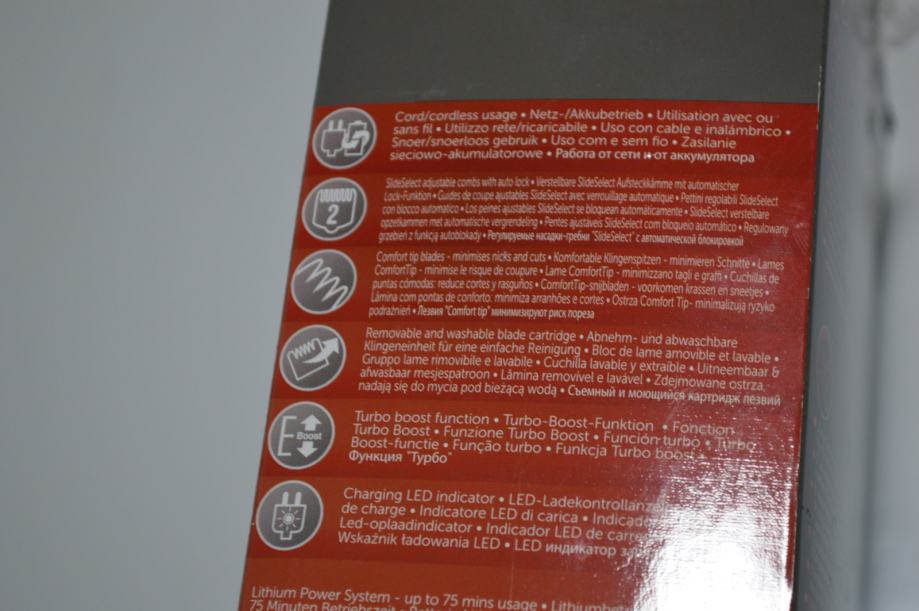 Cord/cordless usage • Netz-/Akkubetrieb • Utilisation avec ou
sans fil • Utilizzo rete/ricaricabile • Uso con cable e inalámbrico •
Snoer/snoerloos gebruik • Uso com e sem fio • Zasilanie
sieciowo-akumulatorowe • Работа от сети и от аккумулятора
2
SlideSelect adjustable combs with auto lock • Verstellbare SlideSelect Aufsteckkämme mit automatischer
Lock-Funktion • Guides de coupe ajustables SlideSelect avec verrouillage automatique • Pettini regolabili SlideSelect
con blocco automatico • Los peines ajustables SlideSelect se bloquean automáticamente • SlideSelect verstelbare
opzetkammen met automatische vergrendeling • Pentes ajustáveis SlideSelect com bloqueio automático • Regulowany
grzebień z funkcją autoblokady • Регулируемые насадки-гребни "SlideSelect" с автоматической блокировкой
Comfort tip blades - minimises nicks and cuts • Komfortable Klingenspitzen - minimieren Schnitte • Lames
ComfortTip - minimise le risque de coupure • Lame ComfortTip - minimizzano tagli e graffi • Cuchillas de
puntas cómodas: reduce cortes y rasguños • ComfortTip-snijbladen - voorkomen krassen en sneetjes •
Lâmina com pontas de conforto: minimiza arranhões e cortes • Ostrza Comfort Tip- minimalizują ryzyko
podrażnień • Лезвия "Comfort tip" минимизируют риск пореза
Removable and washable blade cartridge • Abnehm- und abwaschbare
Klingeneinheit für eine einfache Reinigung • Bloc de lame amovible et lavable •
Gruppo lame rimovibile e lavabile • Cuchilla lavable y extraible • Uitneembaar &
afwasbaar mesjespatroon • Lâmina removível e lavável • Zdejmowane ostrza,
nadają się do mycia pod bieżącą wodą • Съемный и моющийся картридж лезвий
E Boost
Turbo boost function • Turbo-Boost-Funktion • Fonction
Turbo Boost • Funzione Turbo Boost • Función turbo • Turbo
Boost-functie • Função turbo • Funkcja Turbo boost •
Функция "Турбо"
Charging LED indicator • LED-Ladekontrollanze
de charge • Indicatore LED di carica • Indicado
Led-oplaadindicator • Indicador LED de carre
Wskaźnik ładowania LED • LED индикатор за
Lithium Power System - up to 75 mins usage •
75 Minuten Betriebszeit •